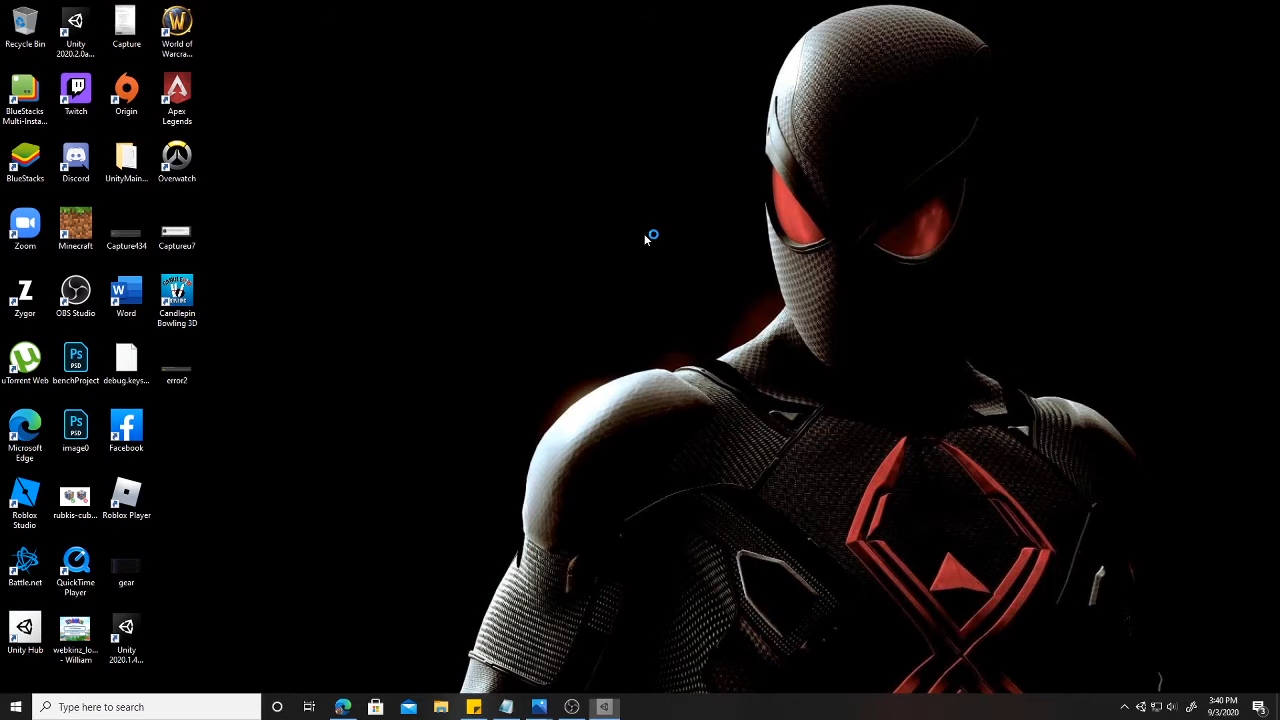 Recycle Bin
Unity
2020.2.0a...
Capture
World of
Warcra...
BlueStacks
Multi-Insta...
Twitch
Origin
Apex
Legends
BlueStacks
Discord
UnityMain...
Overwatch
Zoom
Minecraft
Capture434
Captureu7
Zygor
OBS Studio
Word
Candlepin
Bowling 3D
uTorrent Web
benchProject
debug.keys...
error2
Microsoft
Edge
image0
Facebook
Roblox
Studio
rubkis-cub...
Roblox Player
Battle.net
QuickTime
Player
gear
Unity Hub
webkinz_lo...
- William
Unity
2020.1.4...
Type here to search
3:40 PM
9/3/2020